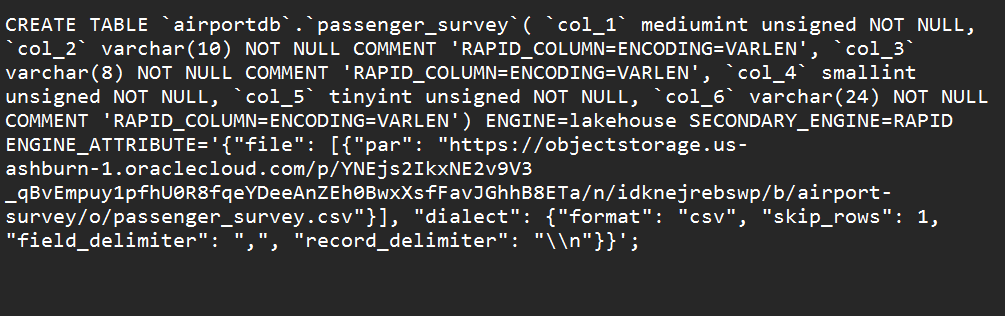 CREATE TABLE `airportdb`.`passenger_survey`( `col_1` mediumint unsigned NOT NULL,
`col_2` varchar(10) NOT NULL COMMENT 'RAPID_COLUMN=ENCODING=VARLEN', `col_3`
varchar(8) NOT NULL COMMENT 'RAPID_COLUMN=ENCODING=VARLEN', `col_4` smallint
unsigned NOT NULL, `col_5` tinyint unsigned NOT NULL, `col_6` varchar(24) NOT NULL
COMMENT 'RAPID_COLUMN=ENCODING=VARLEN') ENGINE=lakehouse SECONDARY_ENGINE=RAPID
ENGINE_ATTRIBUTE='{"file": [{"par": "https://objectstorage.us-
ashburn-1.oraclecloud.com/p/YNEjs2IkxNE2v9V3
_qBvEmpuy1pfhU0R8fqeYDeeAnZEh0BwxXsfFavJGhhB8ETa/n/idknejrebswp/b/airport-
survey/o/passenger_survey.csv"}], "dialect": {"format": "csv", "skip_rows": 1,
"field_delimiter": ",", "record_delimiter": "\\n"}}';